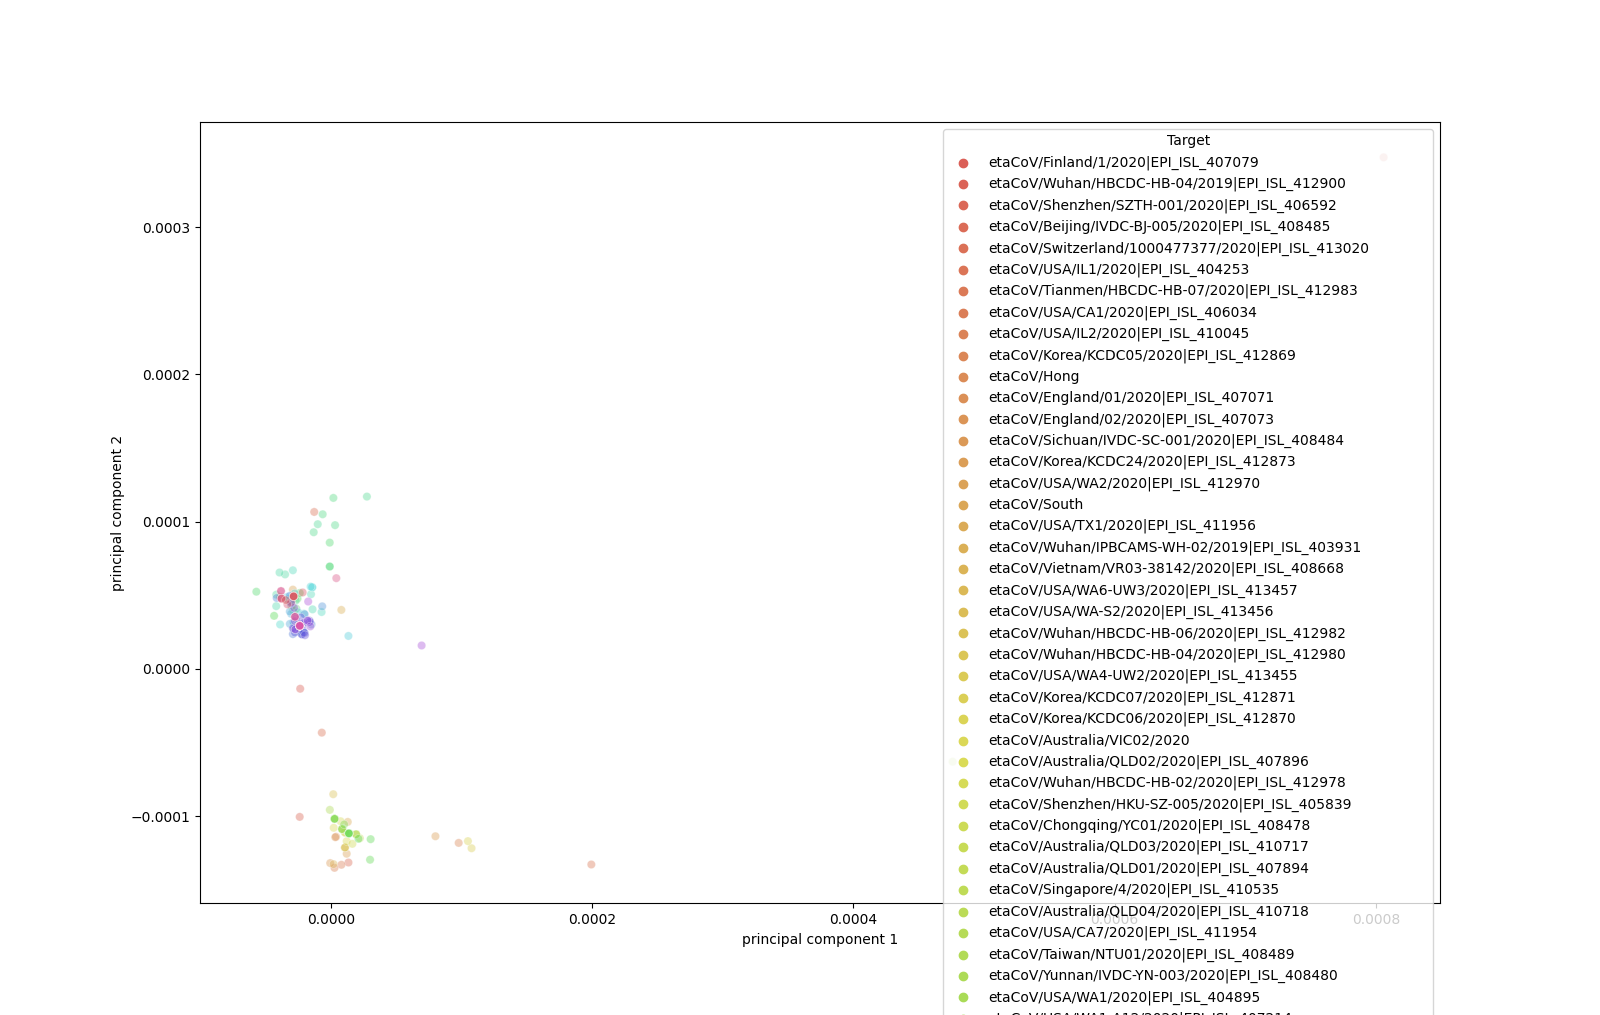 Target
etaCoV/Finland/1/2020|EPI_ISL_407079
etaCoV/Wuhan/HBCDC-HB-04/2019|EPI_ISL_412900
etaCoV/Shenzhen/SZTH-001/2020|EPI_ISL_406592
etaCoV/Beijing/IVDC-BJ-005/2020|EPI_ISL_408485
etaCoV/Switzerland/1000477377/2020|EPI_ISL_413020
etaCoV/USA/IL1/2020|EPI_ISL_404253
etaCoV/Tianmen/HBCDC-HB-07/2020|EPI_ISL_412983
etaCoV/USA/CA1/2020|EPI_ISL_406034
etaCoV/USA/IL2/2020|EPI_ISL_410045
etaCoV/Korea/KCDC05/2020|EPI_ISL_412869
etaCoV/Hong
etaCoV/England/01/2020|EPI_ISL_407071
etaCoV/England/02/2020|EPI_ISL_407073
etaCoV/Sichuan/IVDC-SC-001/2020|EPI_ISL_408484
etaCoV/Korea/KCDC24/2020|EPI_ISL_412873
etaCoV/USA/WA2/2020|EPI_ISL_412970
etaCoV/South
etaCoV/USA/TX1/2020|EPI_ISL_411956
etaCoV/Wuhan/IPBCAMS-WH-02/2019|EPI_ISL_403931
etaCoV/Vietnam/VR03-38142/2020|EPI_ISL_408668
etaCoV/USA/WA6-UW3/2020|EPI_ISL_413457
etaCoV/USA/WA-S2/2020|EPI_ISL_413456
etaCoV/Wuhan/HBCDC-HB-06/2020|EPI_ISL_412982
etaCoV/Wuhan/HBCDC-HB-04/2020|EPI_ISL_412980
etaCoV/USA/WA4-UW2/2020|EPI_ISL_413455
etaCoV/Korea/KCDC07/2020|EPI_ISL_412871
etaCoV/Korea/KCDC06/2020|EPI_ISL_412870
etaCoV/Australia/VIC02/2020
etaCoV/Australia/QLD02/2020|EPI_ISL_407896
etaCoV/Wuhan/HBCDC-HB-02/2020|EPI_ISL_412978
etaCoV/Shenzhen/HKU-SZ-005/2020|EPI_ISL_405839
etaCoV/Chongqing/YC01/2020|EPI_ISL_408478
etaCoV/Australia/QLD03/2020|EPI_ISL_410717
etaCoV/Australia/QLD01/2020|EPI_ISL_407894
etaCoV/Singapore/4/2020|EPI_ISL_410535
etaCoV/Australia/QLD04/2020|EPI_ISL_410718
etaCoV/USA/CA7/2020|EPI_ISL_411954
etaCoV/Taiwan/NTU01/2020|EPI_ISL_408489
etaCoV/Yunnan/IVDC-YN-003/2020|EPI_ISL_408480
etaCoV/USA/WA1/2020|EPI_ISL_404895
principal component 2
0.0003
0.0002
0.0001
0.0000
−0.0001
0.0000
0.0002
0.0004
0.0006
0.0008
principal component 1